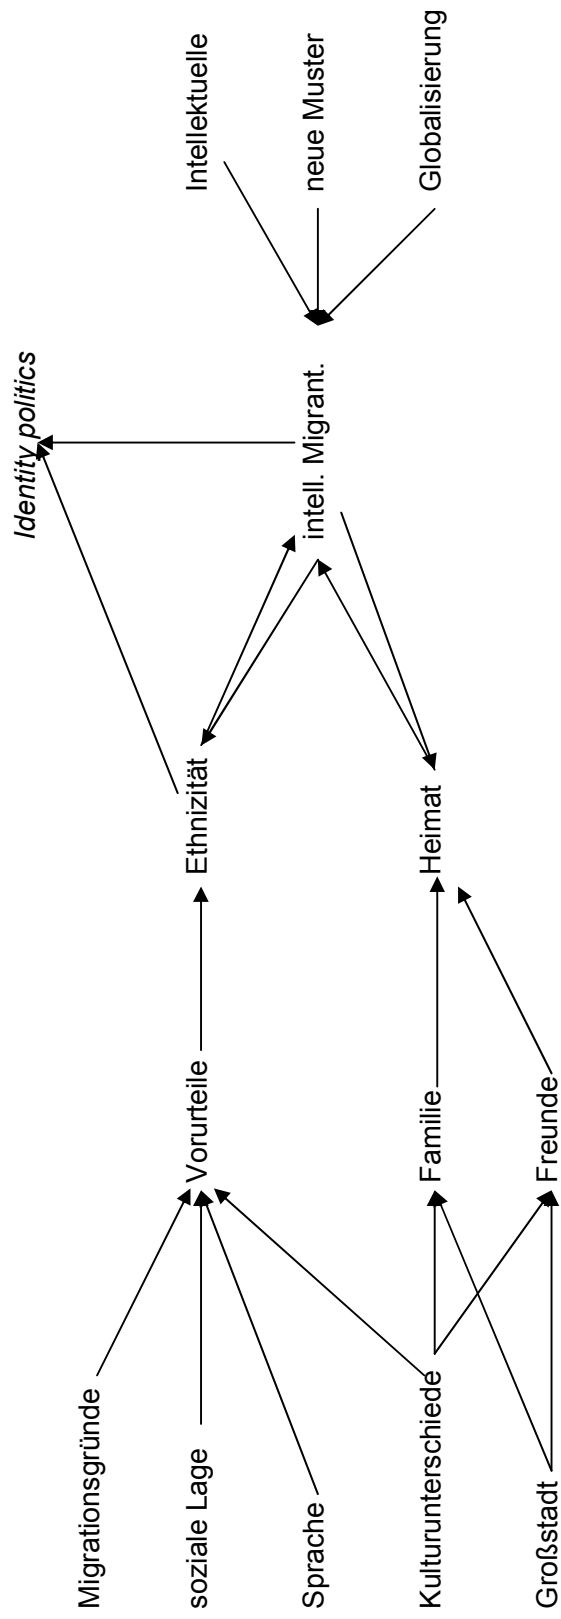 Identity politics
Migrationsgründe
soziale Lage
Vorurteile
Ethnizität
Intellektuelle
Sprache
intell. Migrant.
neue Muster
Kulturunterschiede
Familie
Heimat
Globalisierung
Großstadt
Freunde